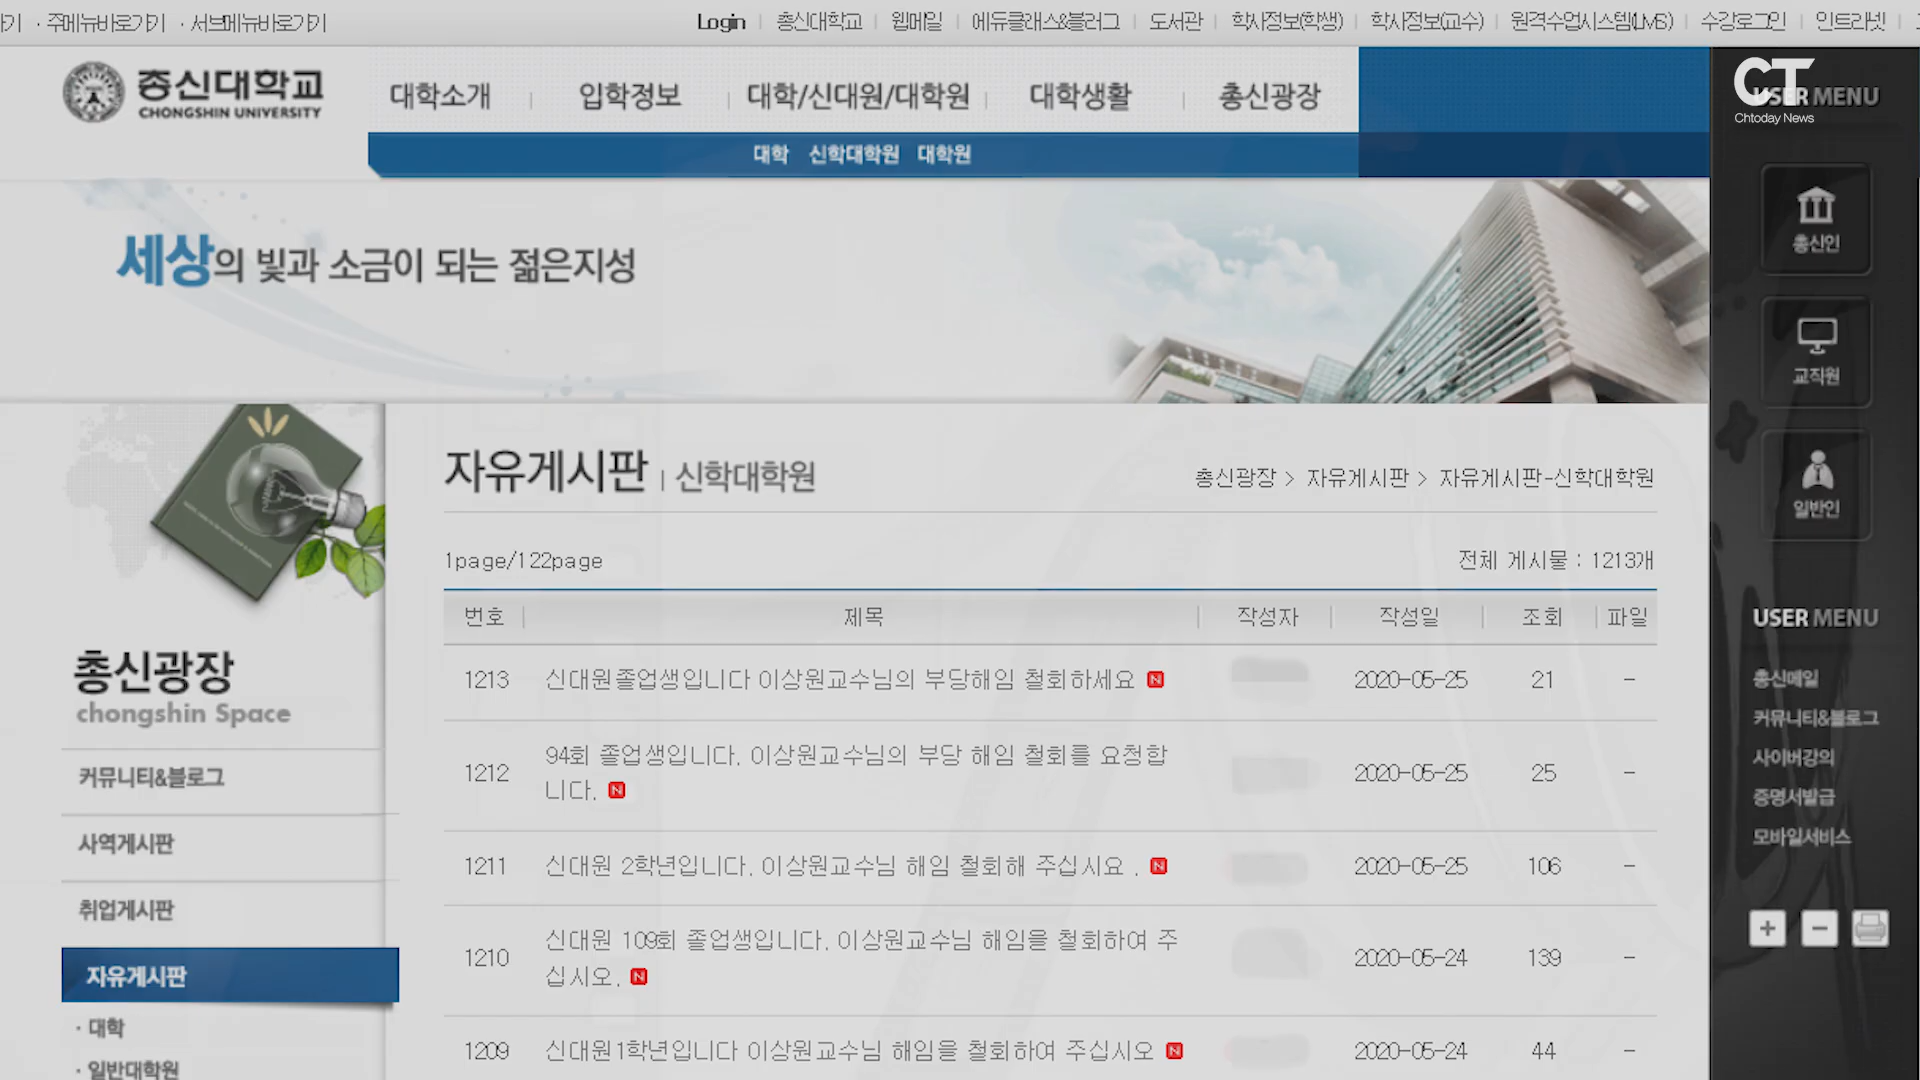 · 주메뉴바로가기 · 서브메뉴바로가기
Login 총신대학교 웹메일 에듀클래스&블러그 도서관 학사정보(학생) 학사정보(교수) 원격수업시스템(LMS) 수강로그인 인트라넷
총신대학교
CHONGSHIN UNIVERSITY
대학소개 입학정보 대학/신대원/대학원 대학생활 총신광장
대학 신학대학원 대학원
CT
Chtoday News
USER MENU
총신인
교직원
일반인
세상의 빛과 소금이 되는 젊은지성
자유게시판 | 신학대학원
총신광장 > 자유게시판 > 자유게시판-신학대학원
1page/122page
전체 게시물 : 1213개
번호 제목 작성자 작성일 조회 파일
1213 신대원졸업생입니다 이상원교수님의 부당해임 철회하세요 N 2020-05-25 21 -
1212 94회 졸업생입니다. 이상원교수님의 부당 해임 철회를 요청합
니다. N 2020-05-25 25 -
1211 신대원 2학년입니다. 이상원교수님 해임 철회해 주십시요 . N 2020-05-25 106 -
1210 신대원 109회 졸업생입니다. 이상원교수님 해임을 철회하여 주
십시오. N 2020-05-24 139 -
1209 신대원1학년입니다 이상원교수님 해임을 철회하여 주십시오 N 2020-05-24 44 -
총신광장
chongshin Space
커뮤니티&블로그
사역게시판
취업게시판
자유게시판
· 대학
· 일반대학원
USER MENU
총신메일
커뮤니티&블로그
사이버강의
증명서발급
모바일서비스